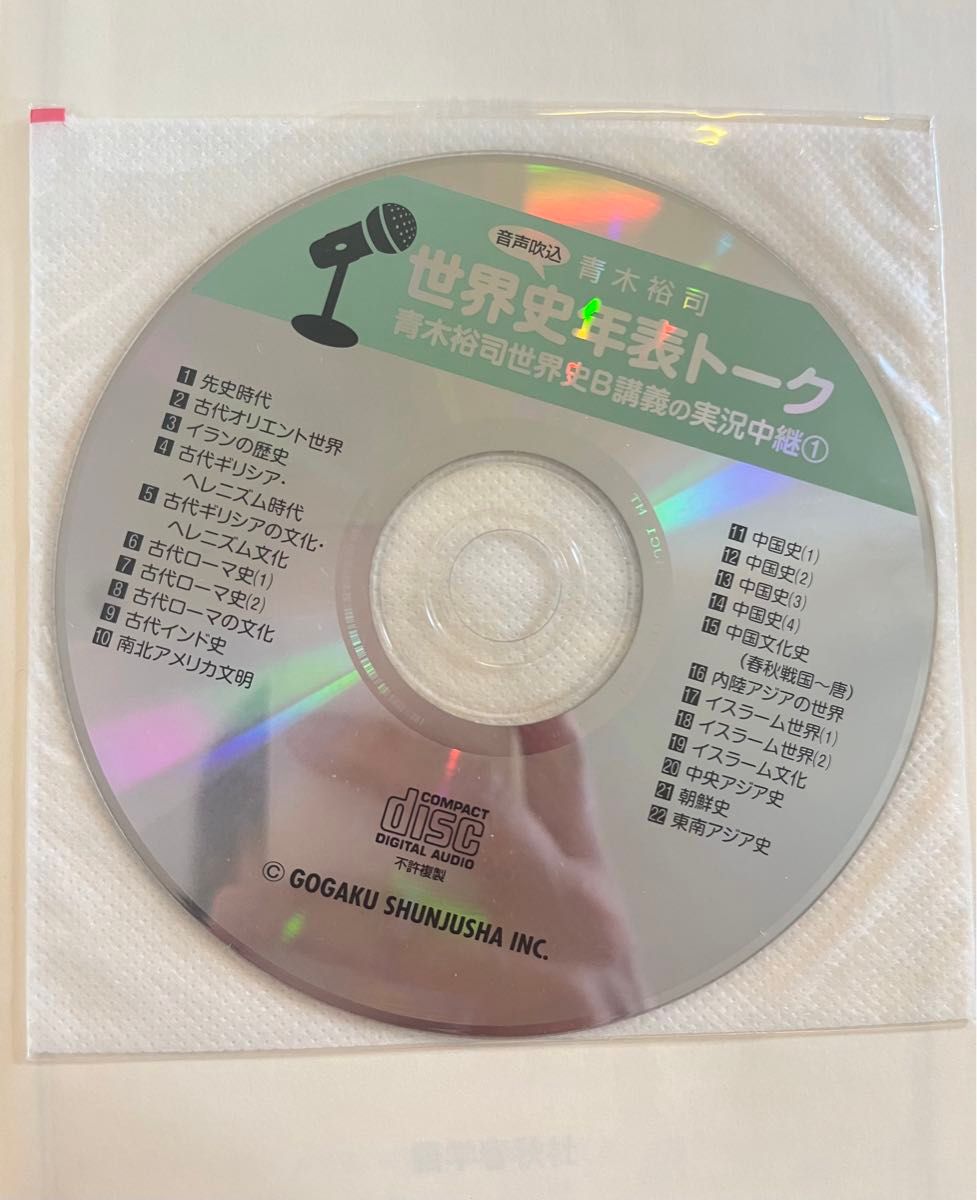 音声吹込
青木裕司
世界史年表トーク
青木裕司世界史B講義の実況中継①
1 先史時代
2 古代オリエント世界
3 イランの歴史
4 古代ギリシア・
ヘレニズム時代
5 古代ギリシアの文化・
ヘレニズム文化
6 古代ローマ史(1)
7 古代ローマ史(2)
8 古代ローマの文化
9 古代インド史
10 南北アメリカ文明
11 中国史(1)
12 中国史(2)
13 中国史(3)
14 中国史(4)
15 中国文化史
(春秋戦国〜唐)
16 内陸アジアの世界
17 イスラーム世界(1)
18 イスラーム世界(2)
19 イスラーム文化
20 中央アジア史
21 朝鮮史
22 東南アジア史
COMPACT
disc
DIGITAL AUDIO
不許複製
© GOGAKU SHUNJUSHA INC.